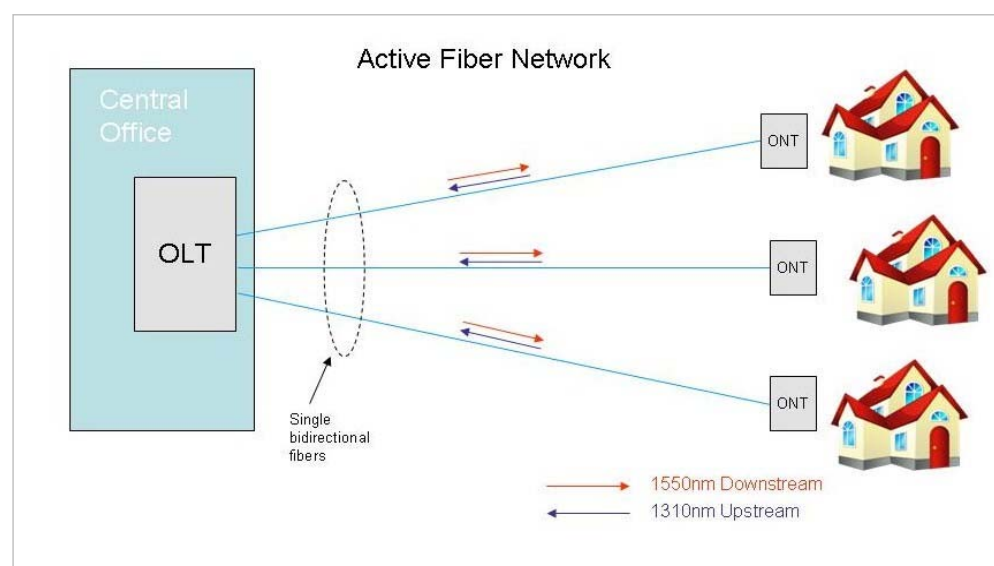 Active Fiber Network
Central
Office
OLT
ONT
ONT
ONT
Single
bidirectional
fibers
1550nm Downstream
1310nm Upstream